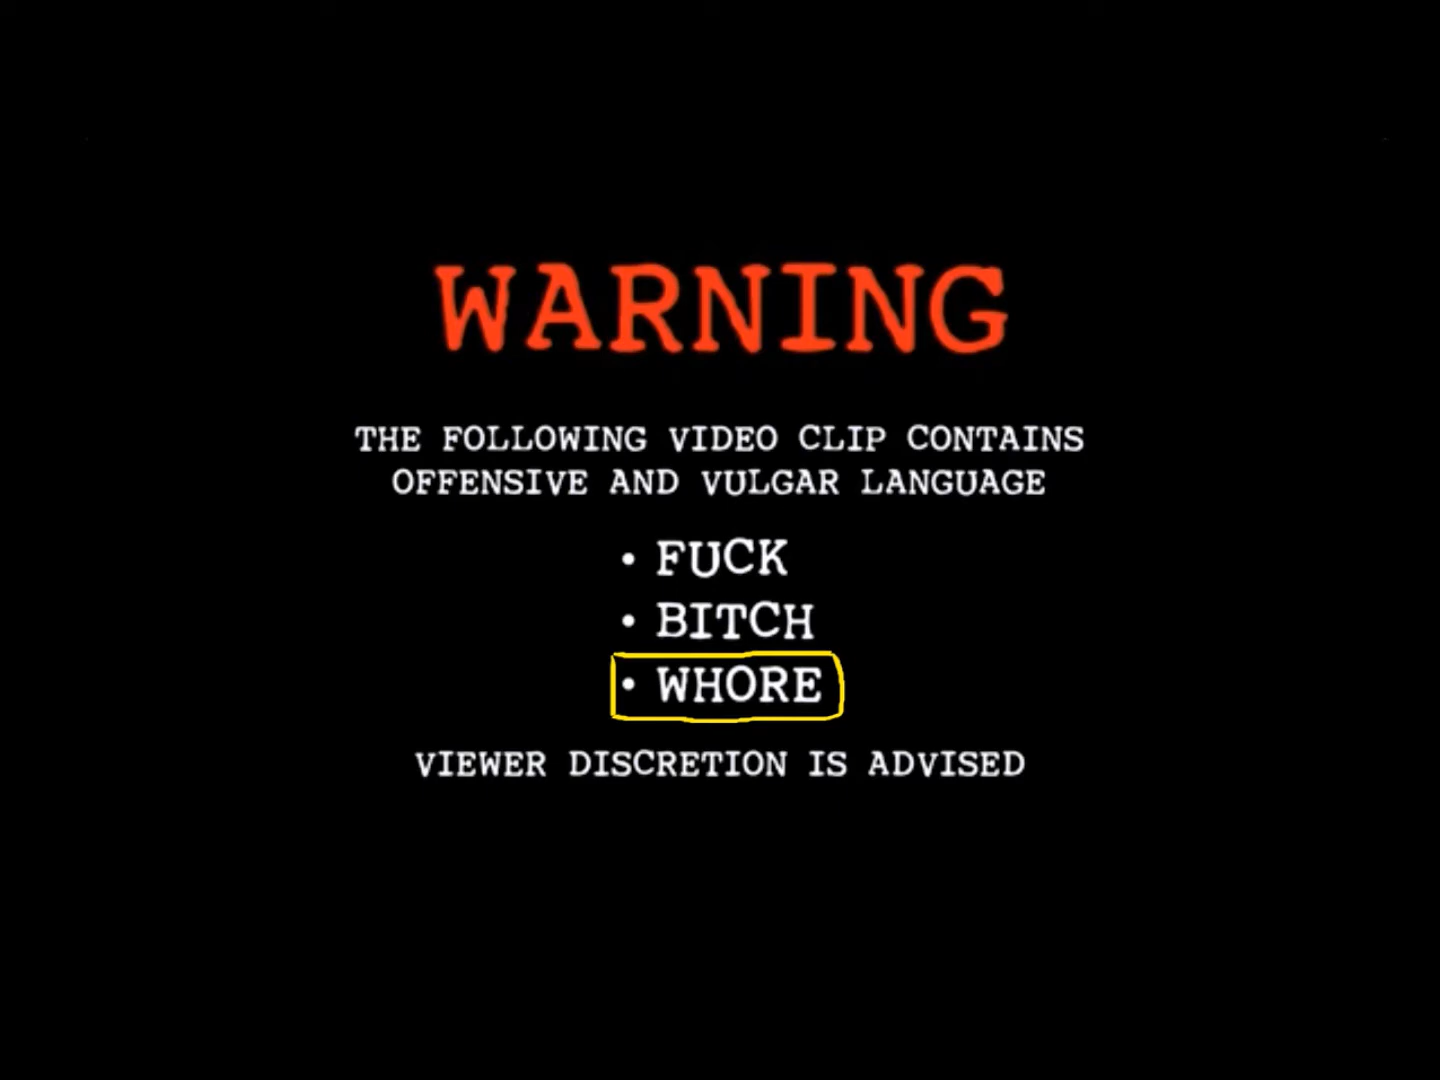 WARNING
THE FOLLOWING VIDEO CLIP CONTAINS
OFFENSIVE AND VULGAR LANGUAGE
• FUCK
• BITCH
• WHORE
VIEWER DISCRETION IS ADVISED